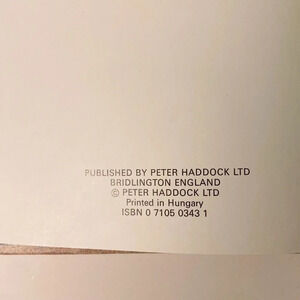 PUBLISHED BY PETER HADDOCK LTD
BRIDLINGTON ENGLAND
© PETER HADDOCK LTD
Printed in Hungary
ISBN 0 7105 0343 1